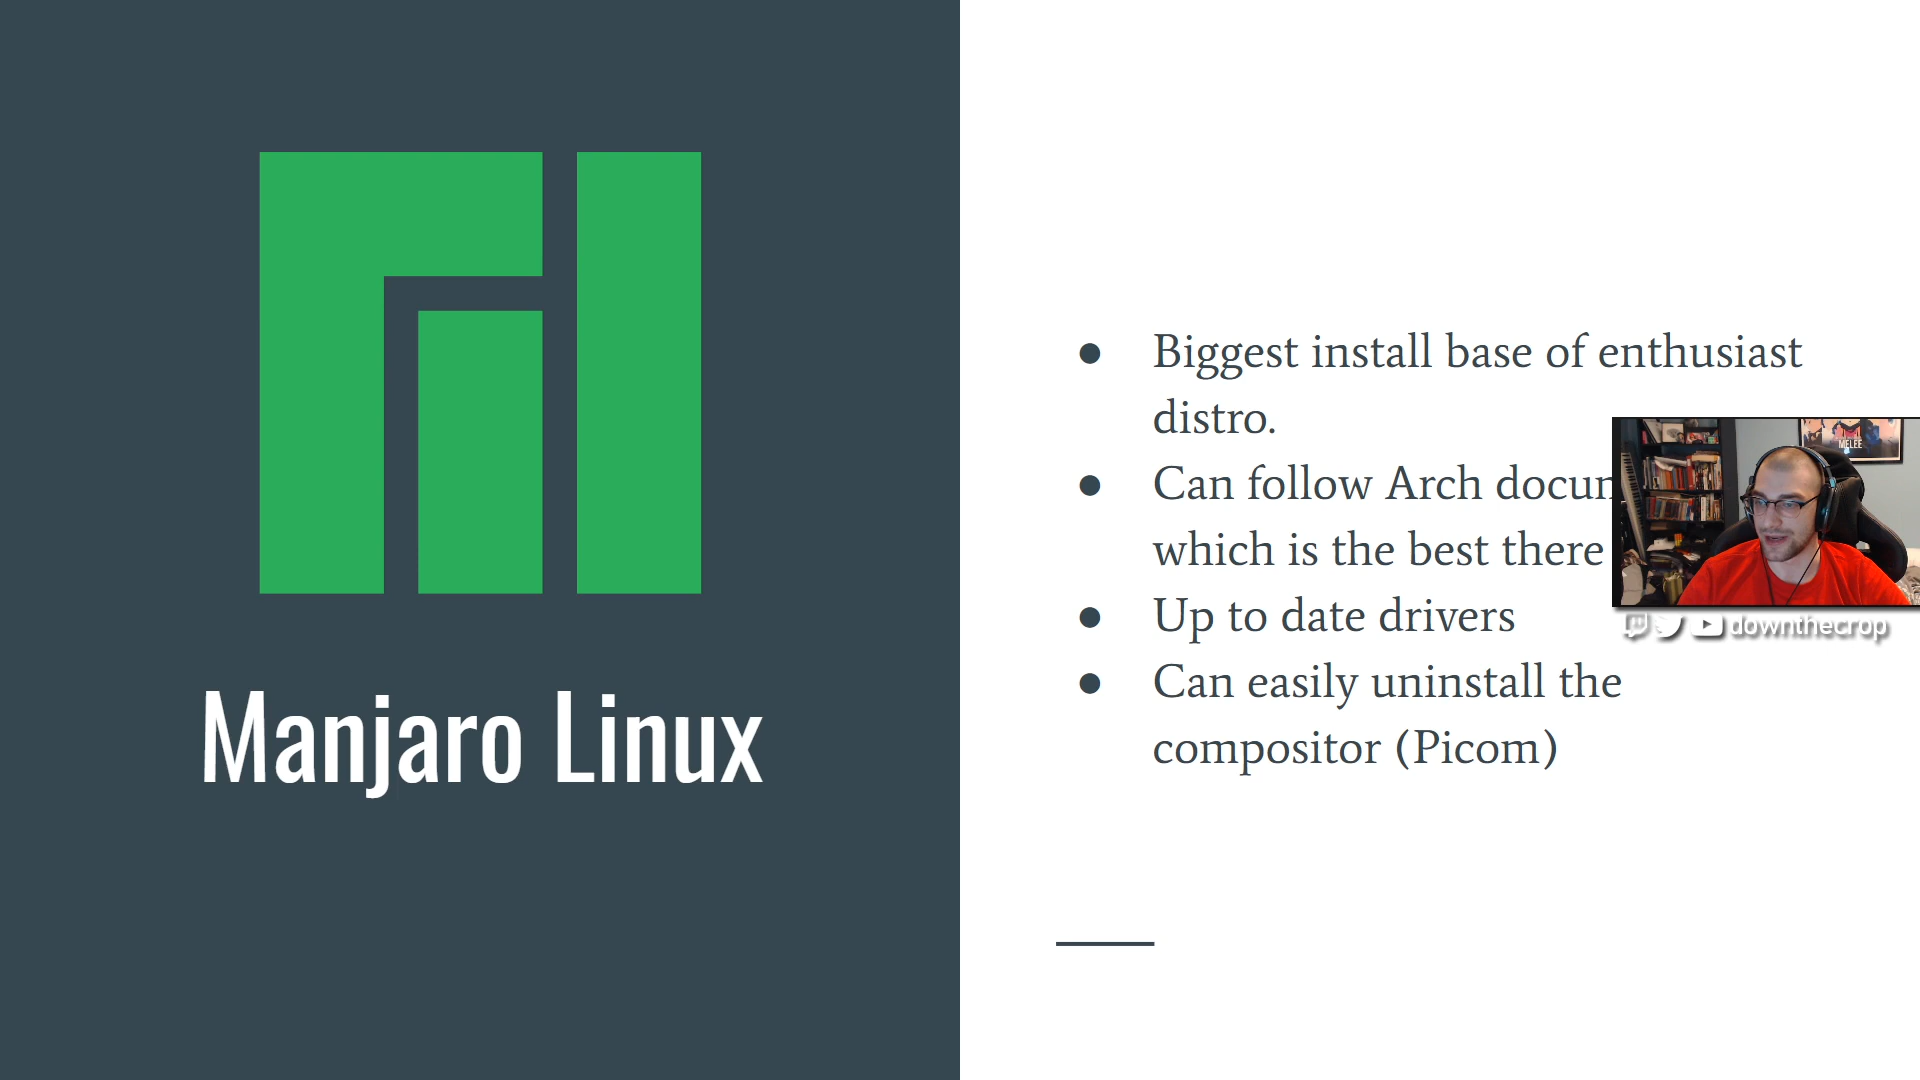 Manjaro Linux
● Biggest install base of enthusiast
distro.
● Can follow Arch
which is the best there
● Up to date drivers
● Can easily uninstall the
compositor (Picom)
MELEE
downthecrop